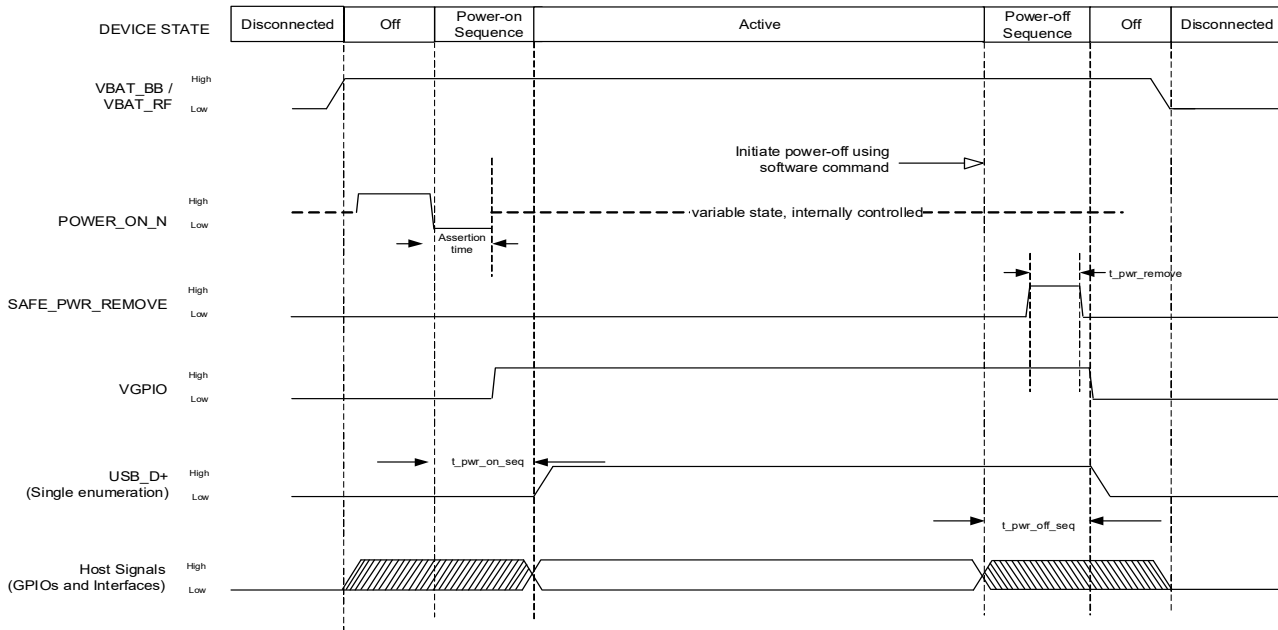 DEVICE STATE
Disconnected
Off
Power-on
Sequence
Active
Power-off
Sequence
Off
Disconnected
VBAT_BB /
VBAT_RF
High
Low
Initiate power-off using
software command
POWER_ON_N
High
Low
variable state, internally controlled
Assertion
time
SAFE_PWR_REMOVE
High
Low
t_pwr_remove
VGPIO
High
Low
USB_D+
(Single enumeration)
High
Low
t_pwr_on_seq
t_pwr_off_seq
Host Signals
(GPIOs and Interfaces)
High
Low